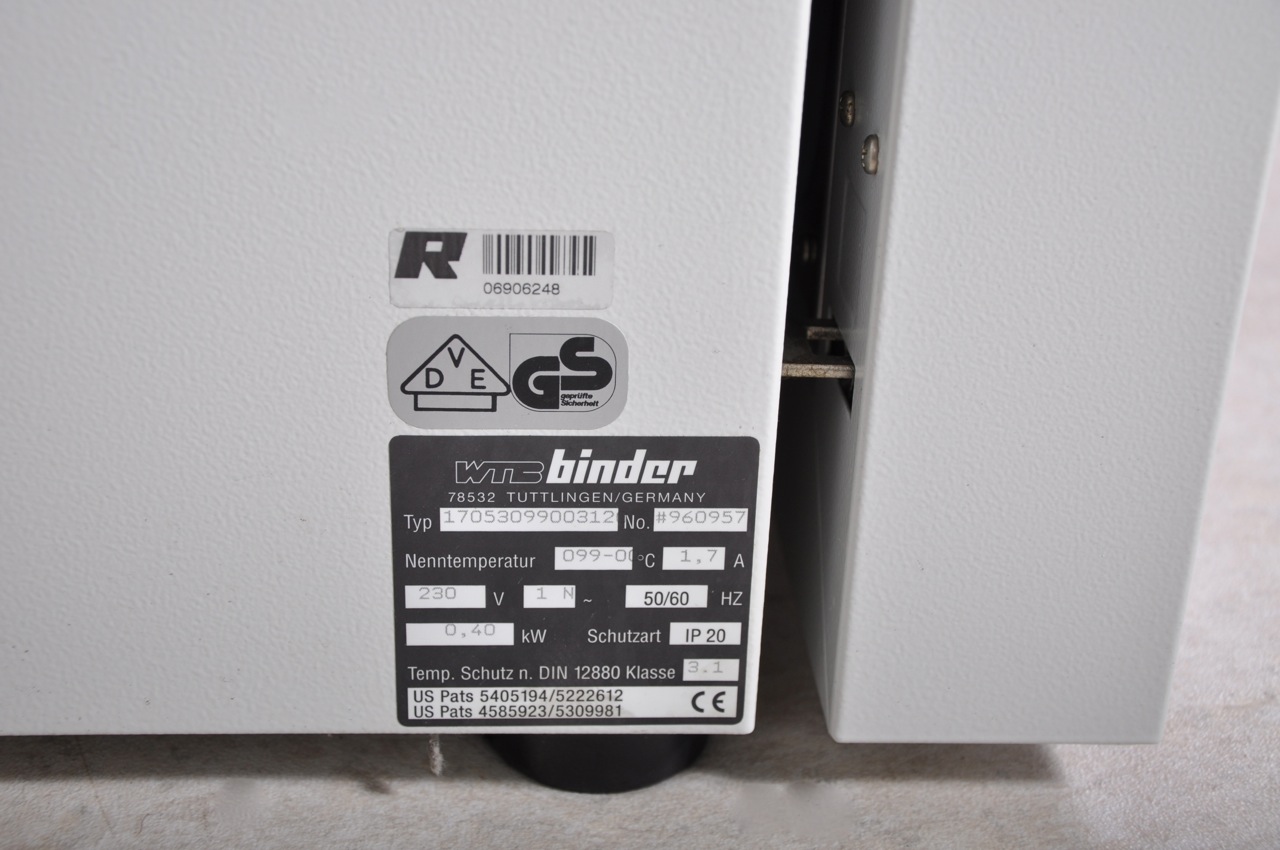 R
06906248
VDE
GS
geprüfte
Sicherheit
WTB binder
78532 TUTTLINGEN/GERMANY
Typ 1705309900312 No. #960957
Nenntemperatur 099-00 °C 1,7 A
230 V 1 N ~ 50/60 HZ
0,40 kW Schutzart IP 20
Temp. Schutz n. DIN 12880 Klasse 3.1
US Pats 5405194/5222612
US Pats 4585923/5309981
CE